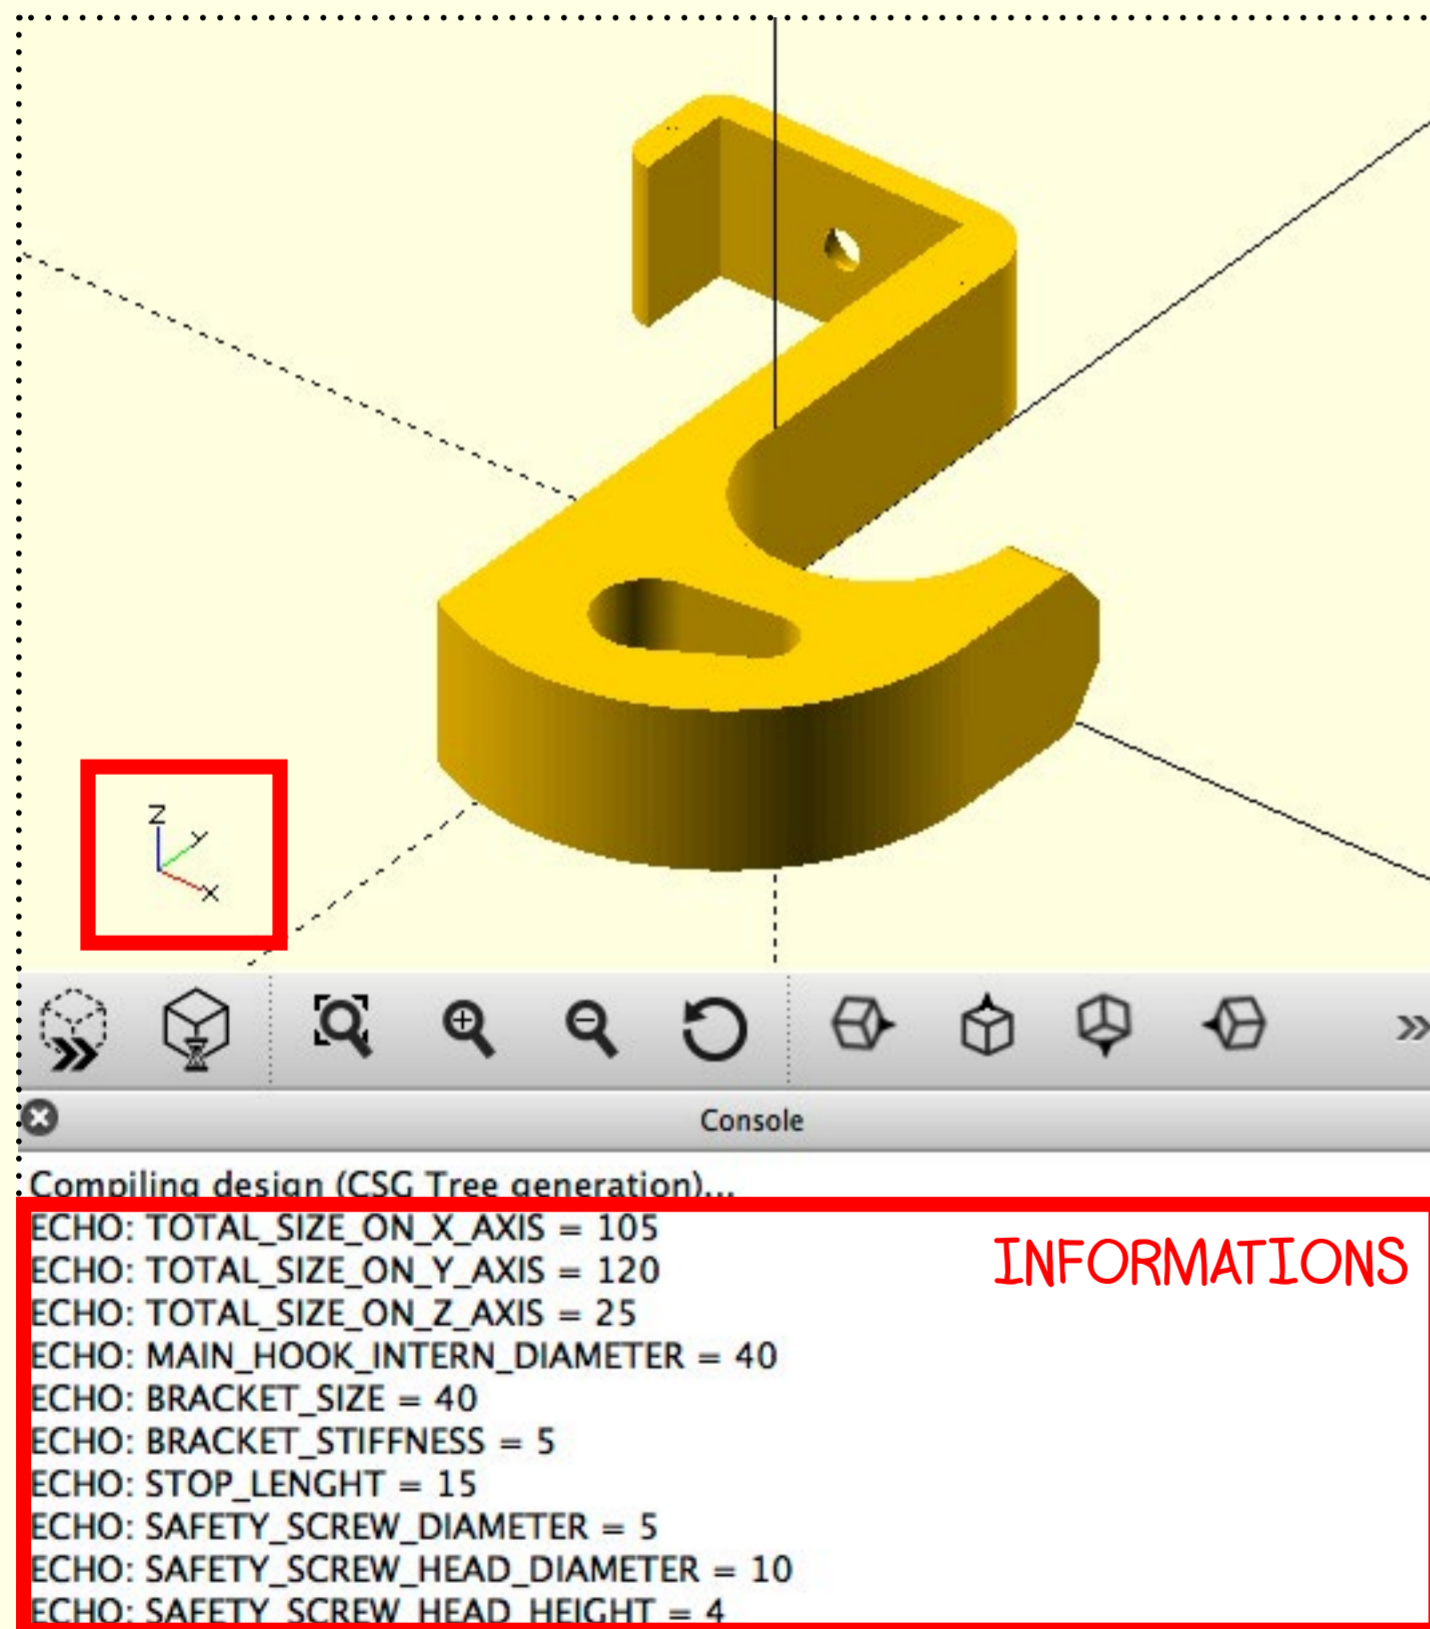 Z
y
X
Console
Compiling design (CSG Tree generation)...
ECHO: TOTAL_SIZE_ON_X_AXIS = 105
INFORMATIONS
ECHO: TOTAL_SIZE_ON_Y_AXIS = 120
ECHO: TOTAL_SIZE_ON_Z_AXIS = 25
ECHO: MAIN_HOOK_INTERN_DIAMETER = 40
ECHO: BRACKET_SIZE = 40
ECHO: BRACKET_STIFFNESS = 5
ECHO: STOP_LENGHT = 15
ECHO: SAFETY_SCREW_DIAMETER = 5
ECHO: SAFETY_SCREW_HEAD_DIAMETER = 10
ECHO: SAFETY_SCREW_HEAD_HEIGHT = 4